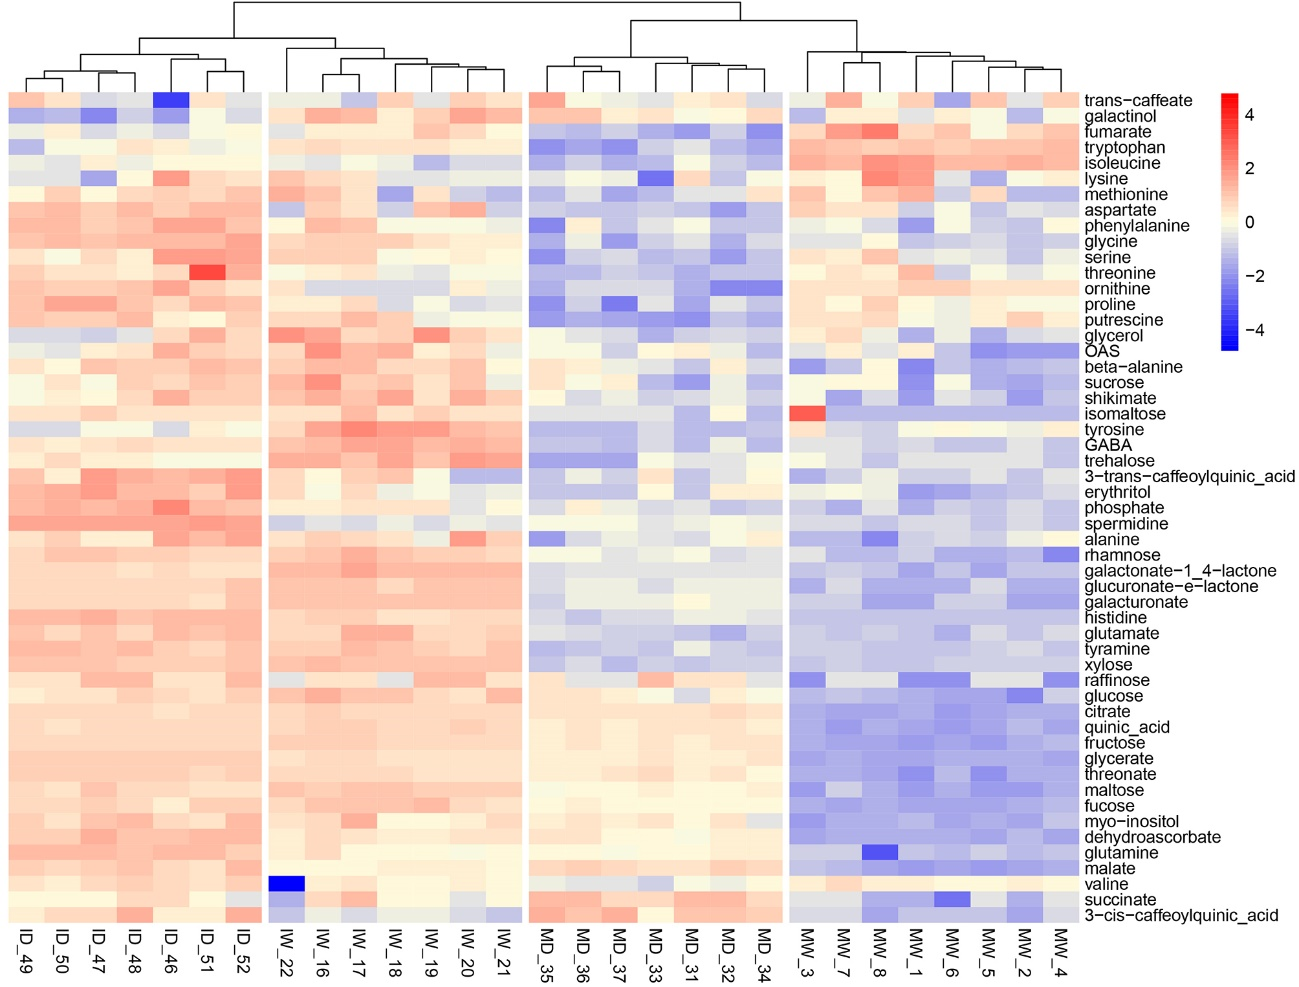 trans−caffeate
galactinol
fumarate
tryptophan
isoleucine
lysine
methionine
aspartate
phenylalanine
glycine
serine
threonine
ornithine
proline
putrescine
glycerol
OAS
beta−alanine
sucrose
shikimate
isomaltose
tyrosine
GABA
trehalose
3−trans−caffeoylquinic_acid
erythritol
phosphate
spermidine
alanine
rhamnose
galactonate−1_4−lactone
glucuronate−e−lactone
galacturonate
histidine
glutamate
tyramine
xylose
raffinose
glucose
citrate
quinic_acid
fructose
glycerate
threonate
maltose
fucose
myo−inositol
dehydroascorbate
glutamine
malate
valine
succinate
3−cis−caffeoylquinic_acid
4
2
0
−2
−4
ID_49
ID_50
ID_47
ID_48
ID_46
ID_51
ID_52
IW_22
IW_16
IW_17
IW_18
IW_19
IW_20
IW_21
MD_35
MD_36
MD_37
MD_33
MD_31
MD_32
MD_34
MW_3
MW_7
MW_8
MW_1
MW_6
MW_5
MW_2
MW_4